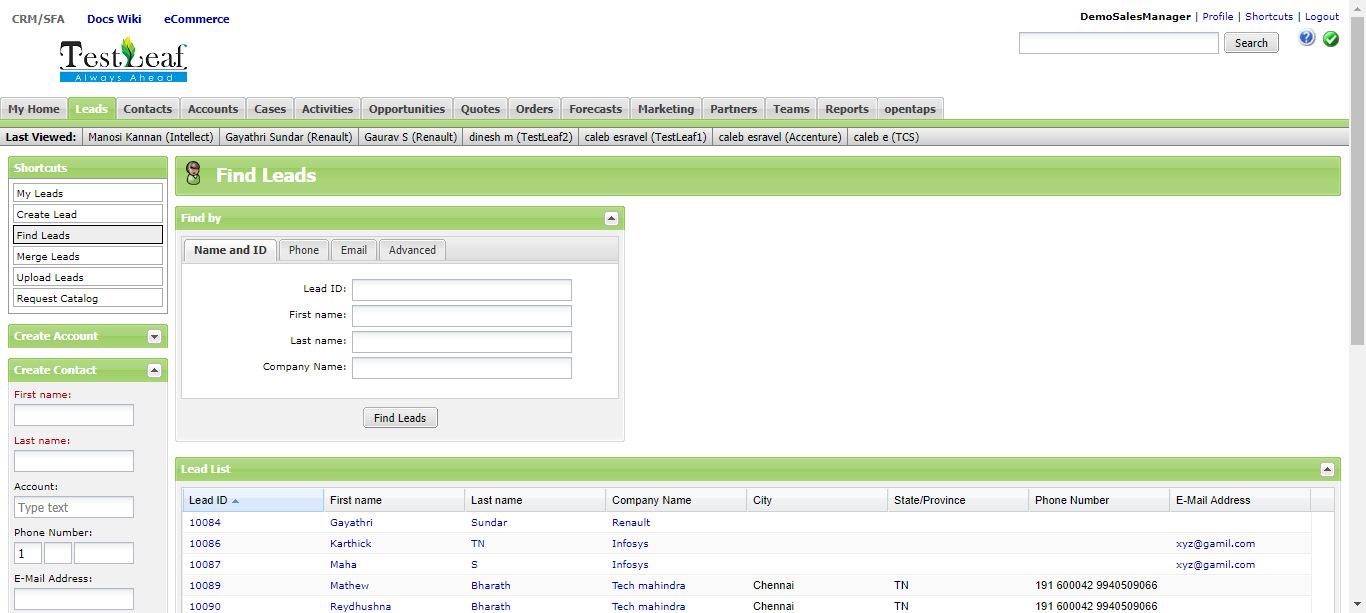 CRM/SFA Docs Wiki eCommerce
DemoSalesManager | Profile | Shortcuts | Logout
TestLeaf
Always Ahead
Search
My Home Leads Contacts Accounts Cases Activities Opportunities Quotes Orders Forecasts Marketing Partners Teams Reports opentaps
Last Viewed: Manosi Kannan (Intellect) Gayathri Sundar (Renault) Gaurav S (Renault) dinesh m (TestLeaf2) caleb esravel (TestLeaf1) caleb esravel (Accenture) caleb e (TCS)
Shortcuts
My Leads
Create Lead
Find Leads
Merge Leads
Upload Leads
Request Catalog
Create Account
Create Contact
First name:
Last name:
Account:
Type text
Phone Number:
1
E-Mail Address:
Find Leads
Find by
Name and ID Phone Email Advanced
Lead ID:
First name:
Last name:
Company Name:
Find Leads
Lead List
Lead ID First name Last name Company Name City State/Province Phone Number E-Mail Address
10084 Gayathri Sundar Renault
10086 Karthick TN Infosys xyz@gamil.com
10087 Maha S Infosys xyz@gamil.com
10089 Mathew Bharath Tech mahindra Chennai TN 191 600042 9940509066
10090 Reydhushna Bharath Tech mahindra Chennai TN 191 600042 9940509066